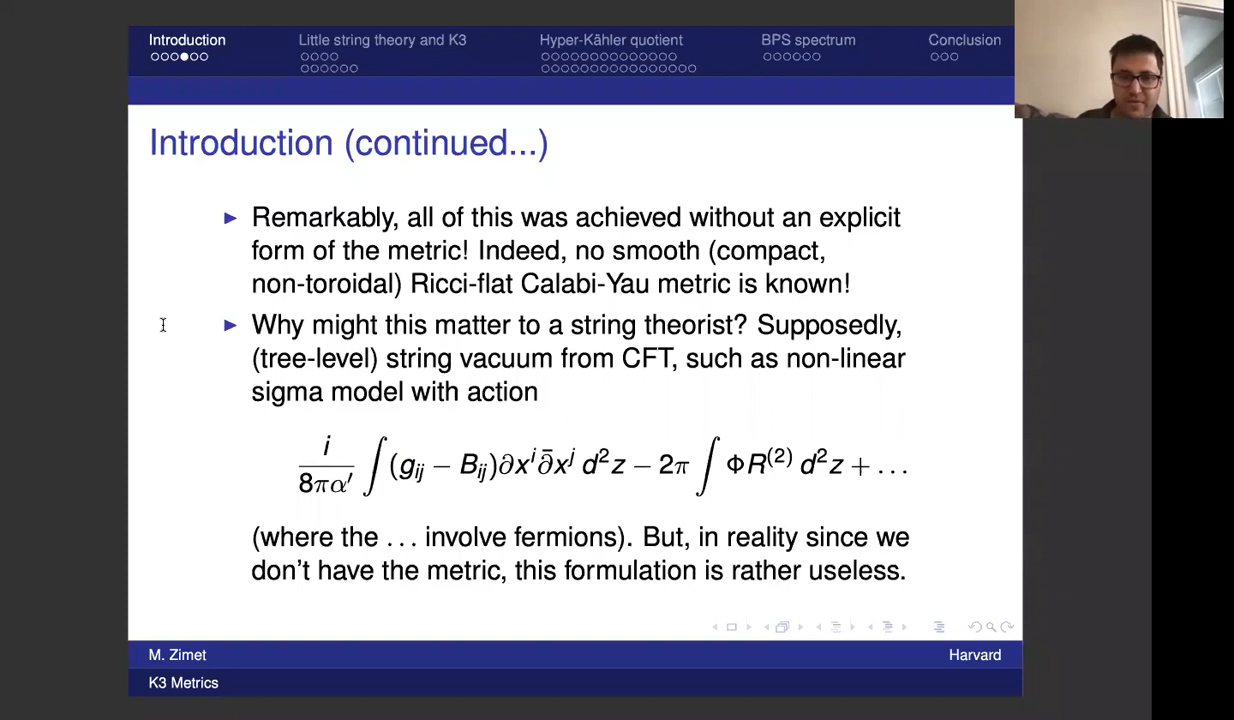 Introduction
Little string theory and K3
Hyper-Kähler quotient
BPS spectrum
Conclusion
Introduction (continued...)
Remarkably, all of this was achieved without an explicit
form of the metric! Indeed, no smooth (compact,
non-toroidal) Ricci-flat Calabi-Yau metric is known!
Why might this matter to a string theorist? Supposedly,
(tree-level) string vacuum from CFT, such as non-linear
sigma model with action
i/8πα′ ∫(g_ij − B_ij)∂x^i ∂̄x^j d²z − 2π ∫ΦR^(2) d²z + . . .
(where the . . . involve fermions). But, in reality since we
don't have the metric, this formulation is rather useless.
M. Zimet
Harvard
K3 Metrics